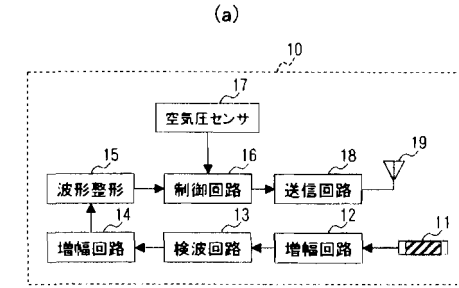 (a)
10
17
空気圧センサ
15
16
18
19
波形整形
制御回路
送信回路
14
13
12
11
増幅回路
検波回路
増幅回路